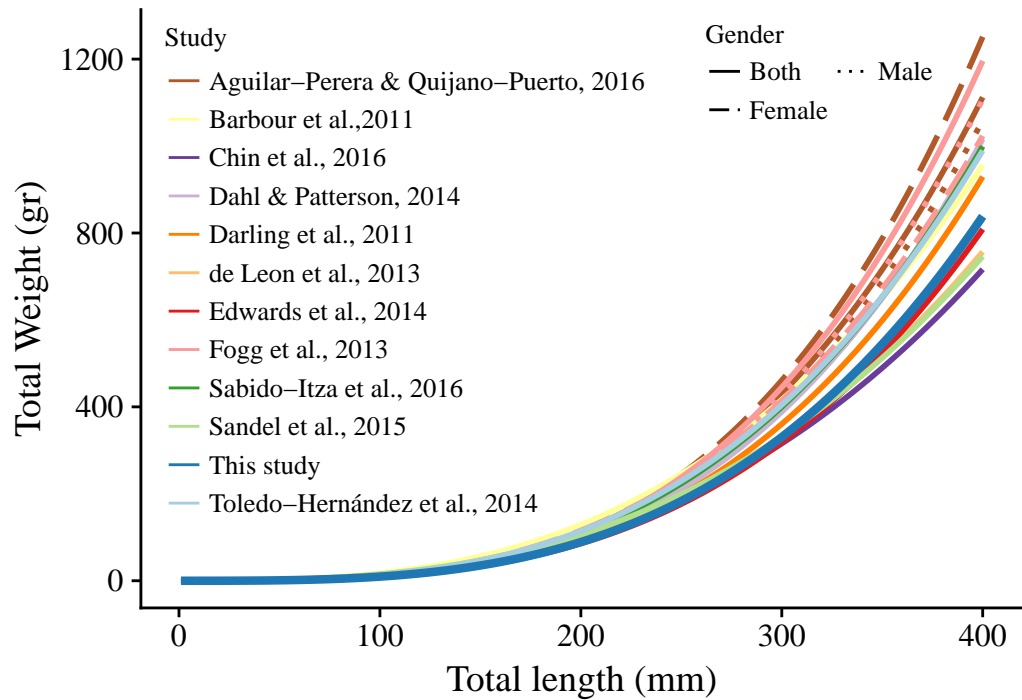 Study
Aguilar−Perera & Quijano−Puerto, 2016
Barbour et al.,2011
Chin et al., 2016
Dahl & Patterson, 2014
Darling et al., 2011
de Leon et al., 2013
Edwards et al., 2014
Fogg et al., 2013
Sabido−Itza et al., 2016
Sandel et al., 2015
This study
Toledo−Hernández et al., 2014
Gender
Both
Male
Female
Total Weight (gr)
1200
800
400
0
0
100
200
300
400
Total length (mm)